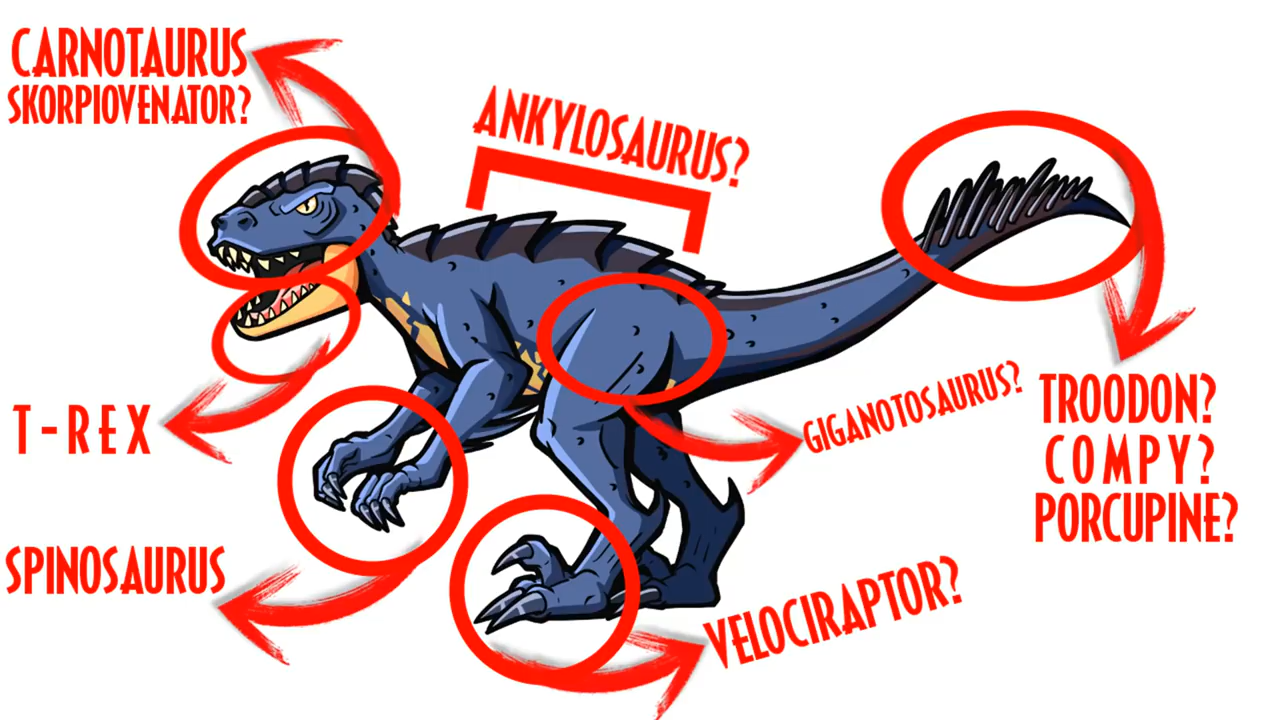 CARNOTAURUS
SKORPIOVENATOR?
ANKYLOSAURUS?
T-REX
GIGANOTOSAURUS?
TROODON?
COMPY?
PORCUPINE?
SPINOSAURUS
VELOCIRAPTOR?